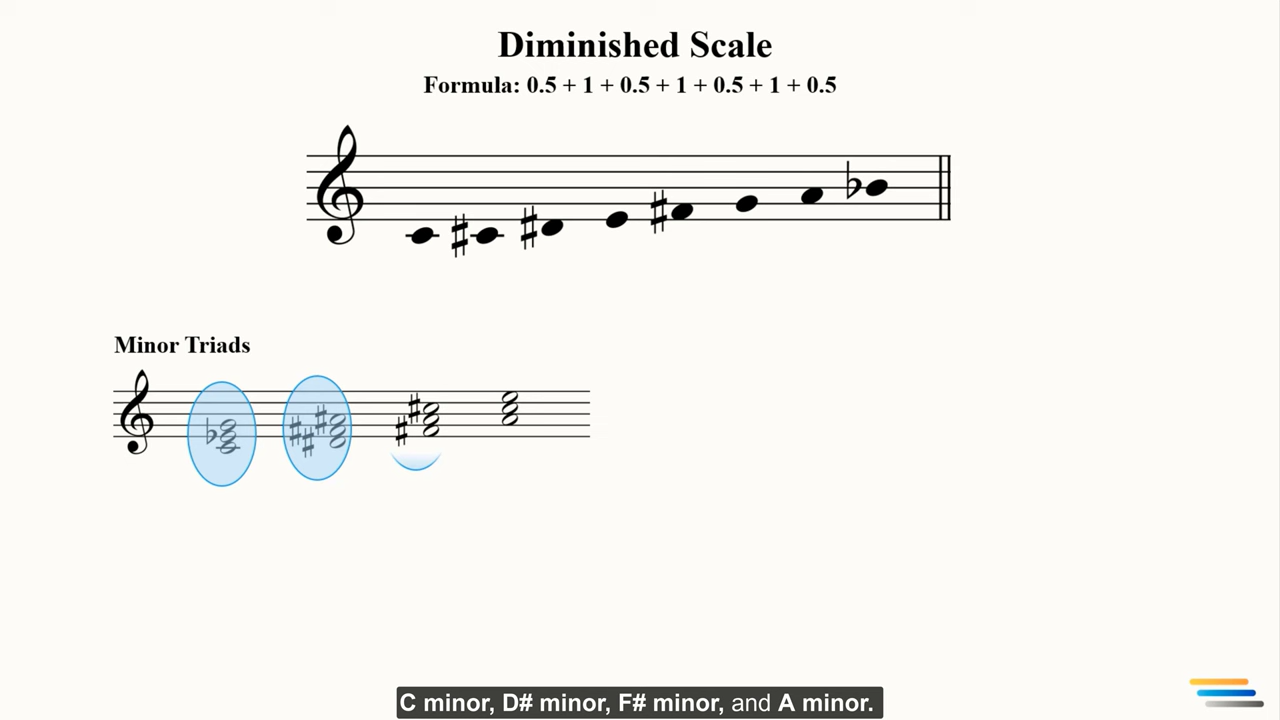 Diminished Scale
Formula: 0.5 + 1 + 0.5 + 1 + 0.5 + 1 + 0.5
Minor Triads
C minor, D# minor, F# minor, and A minor.